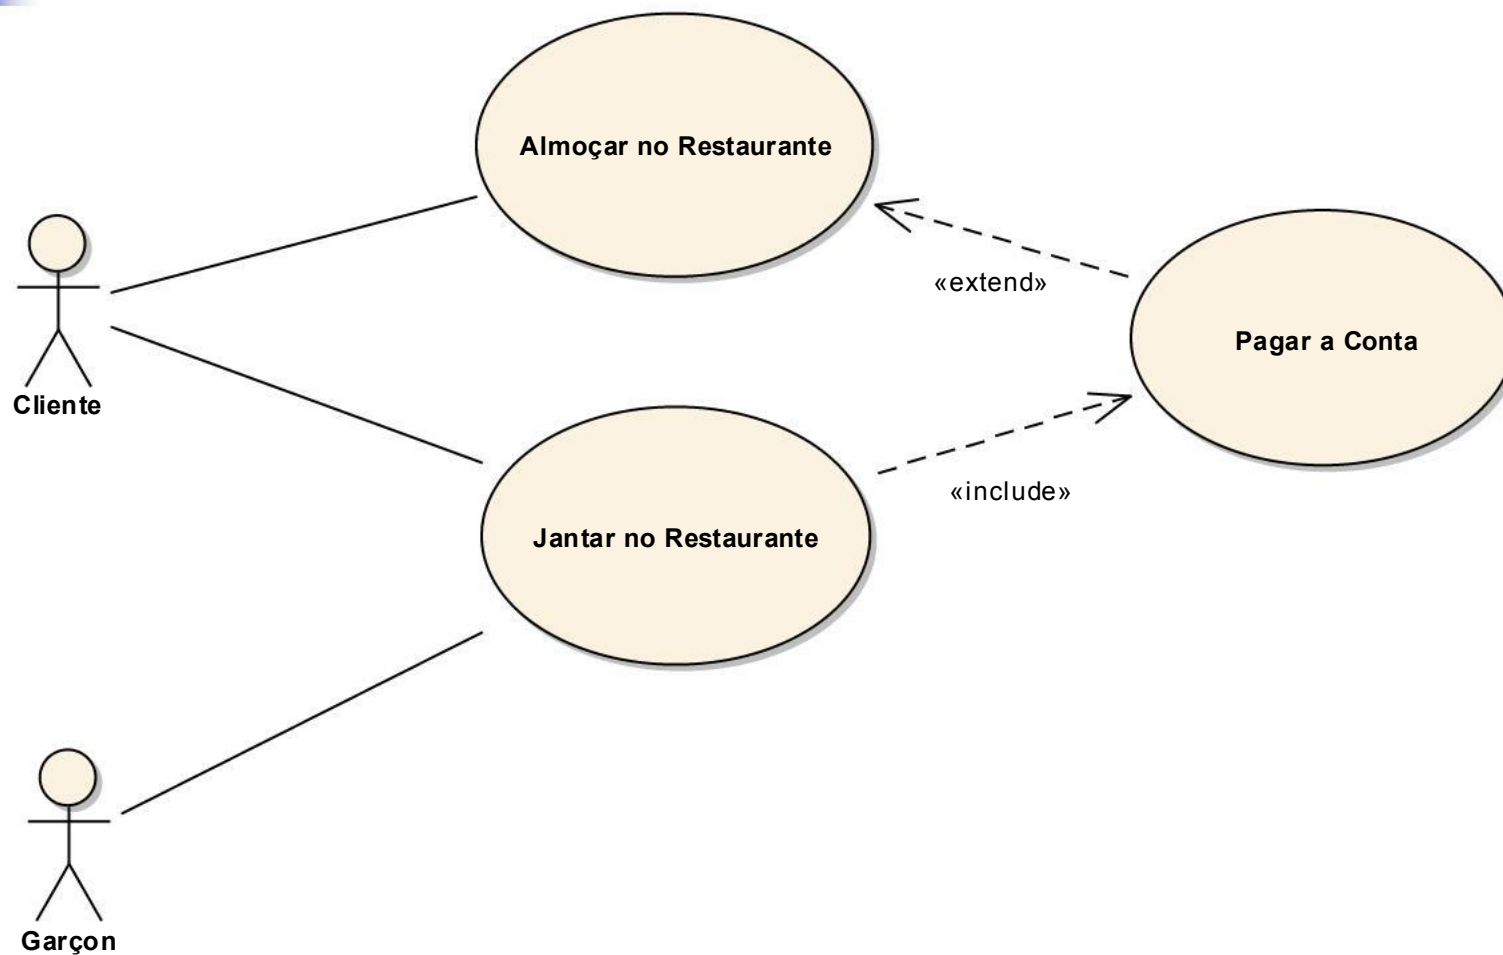 Almoçar no Restaurante
«extend»
Pagar a Conta
Cliente
«include»
Jantar no Restaurante
Garçon